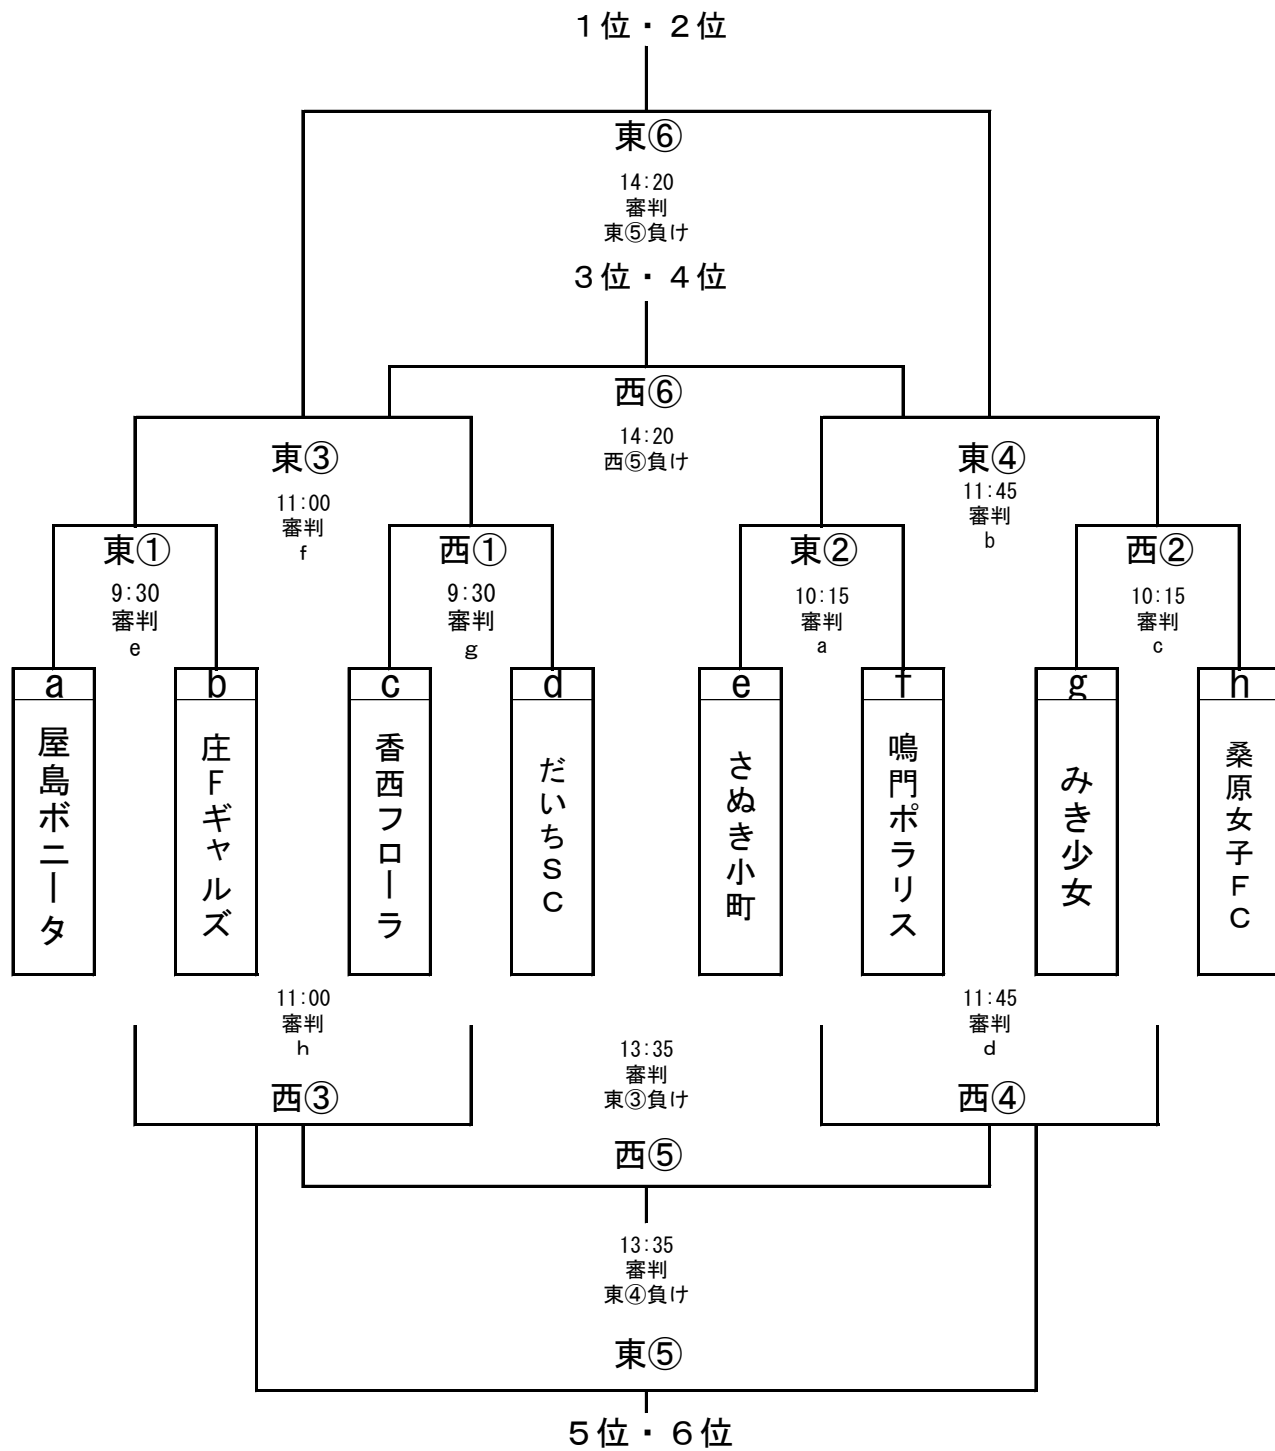 １位・２位
東⑥
14:20
審判
東⑤負け
３位・４位
西⑥
14:20
西⑤負け
東③
11:00
審判
f
東④
11:45
審判
b
東①
9:30
審判
e
西①
9:30
審判
g
東②
10:15
審判
a
西②
10:15
審判
c
a
屋島ボニータ
b
庄Fギャルズ
c
香西フローラ
d
だいちSC
e
さぬき小町
f
鳴門ポラリス
g
みき少女
h
桑原女子FC
11:00
審判
h
西③
11:45
審判
d
西④
13:35
審判
東③負け
西⑤
13:35
審判
東④負け
東⑤
５位・６位